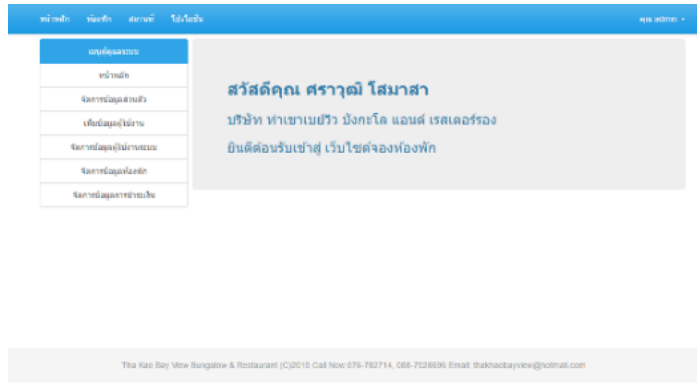 หน้าหลัก ห้องพัก สถานที่ โปรโมชั่น
คุณ admin
เมนูผู้ดูแลระบบ
หน้าหลัก
จัดการข้อมูลส่วนตัว
เพิ่มข้อมูลผู้ใช้งาน
จัดการข้อมูลผู้ใช้งานระบบ
จัดการข้อมูลห้องพัก
จัดการข้อมูลการชำระเงิน
สวัสดีคุณ ศราวุฒิ โสมาสา
บริษัท ท่าเขาเบย์วิว บังกะโล แอนด์ เรสเตอร์รอง
ยินดีต้อนรับเข้าสู่ เว็บไซต์จองห้องพัก
Tha Kao Bay View Bungalow & Restaurant (C)2016 Call Now 076-782714, 088-7528696 Email thakhaobayview@hotmail.com